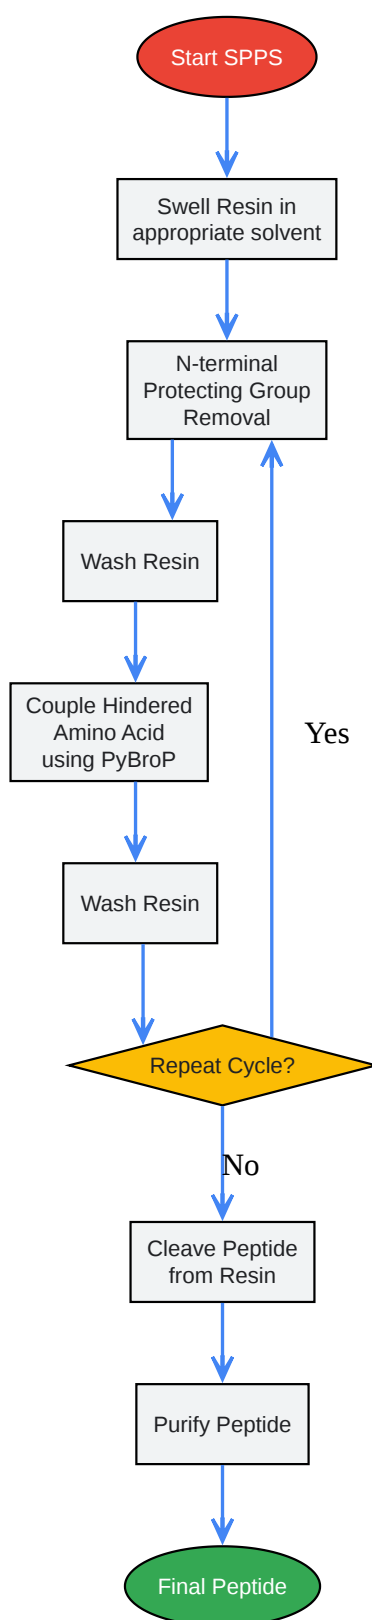 Start SPPS
Swell Resin in
appropriate solvent
N-terminal
Protecting Group
Removal
Wash Resin
Couple Hindered
Amino Acid
using PyBroP
Yes
Wash Resin
Repeat Cycle?
No
Cleave Peptide
from Resin
Purify Peptide
Final Peptide